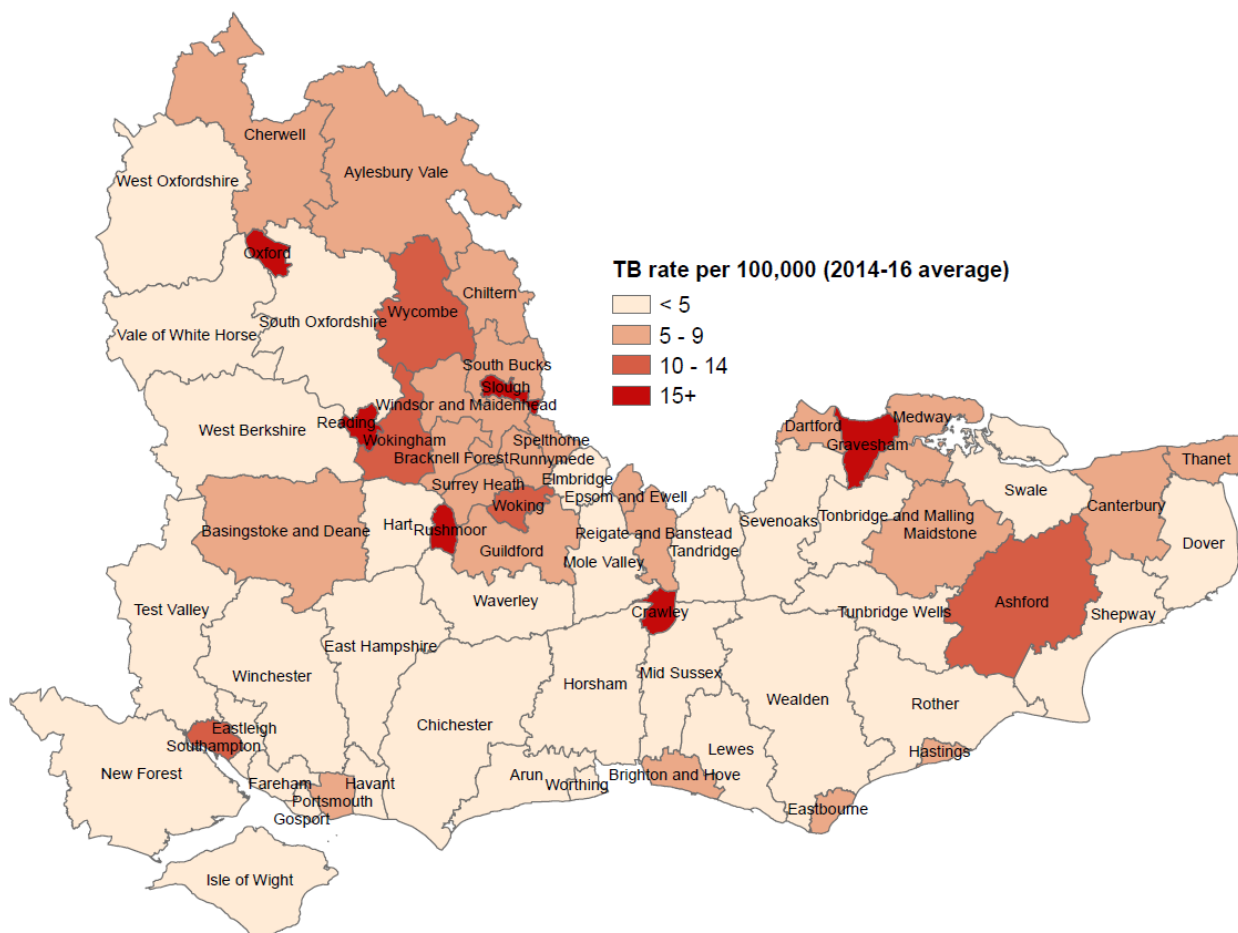 Cherwell
Aylesbury Vale
West Oxfordshire
Oxford
TB rate per 100,000 (2014-16 average)
< 5
5 - 9
10 - 14
15+
Chiltern
Wycombe
South Oxfordshire
Vale of White Horse
South Bucks
Slough
Windsor and Maidenhead
Reading
West Berkshire
Wokingham
Bracknell Forest
Spelthorne
Runnymede
Elmbridge
Surrey Heath
Epsom and Ewell
Woking
Dartford
Medway
Gravesham
Thanet
Swale
Canterbury
Basingstoke and Deane
Hart
Rushmoor
Guildford
Reigate and Banstead
Mole Valley
Tandridge
Sevenoaks
Tonbridge and Malling
Maidstone
Dover
Test Valley
Waverley
Crawley
Tunbridge Wells
Ashford
Shepway
East Hampshire
Winchester
Horsham
Mid Sussex
Wealden
Rother
Chichester
Eastleigh
Southampton
Lewes
Hastings
New Forest
Fareham
Havant
Portsmouth
Gosport
Arun
Worthing
Brighton and Hove
Eastbourne
Isle of Wight